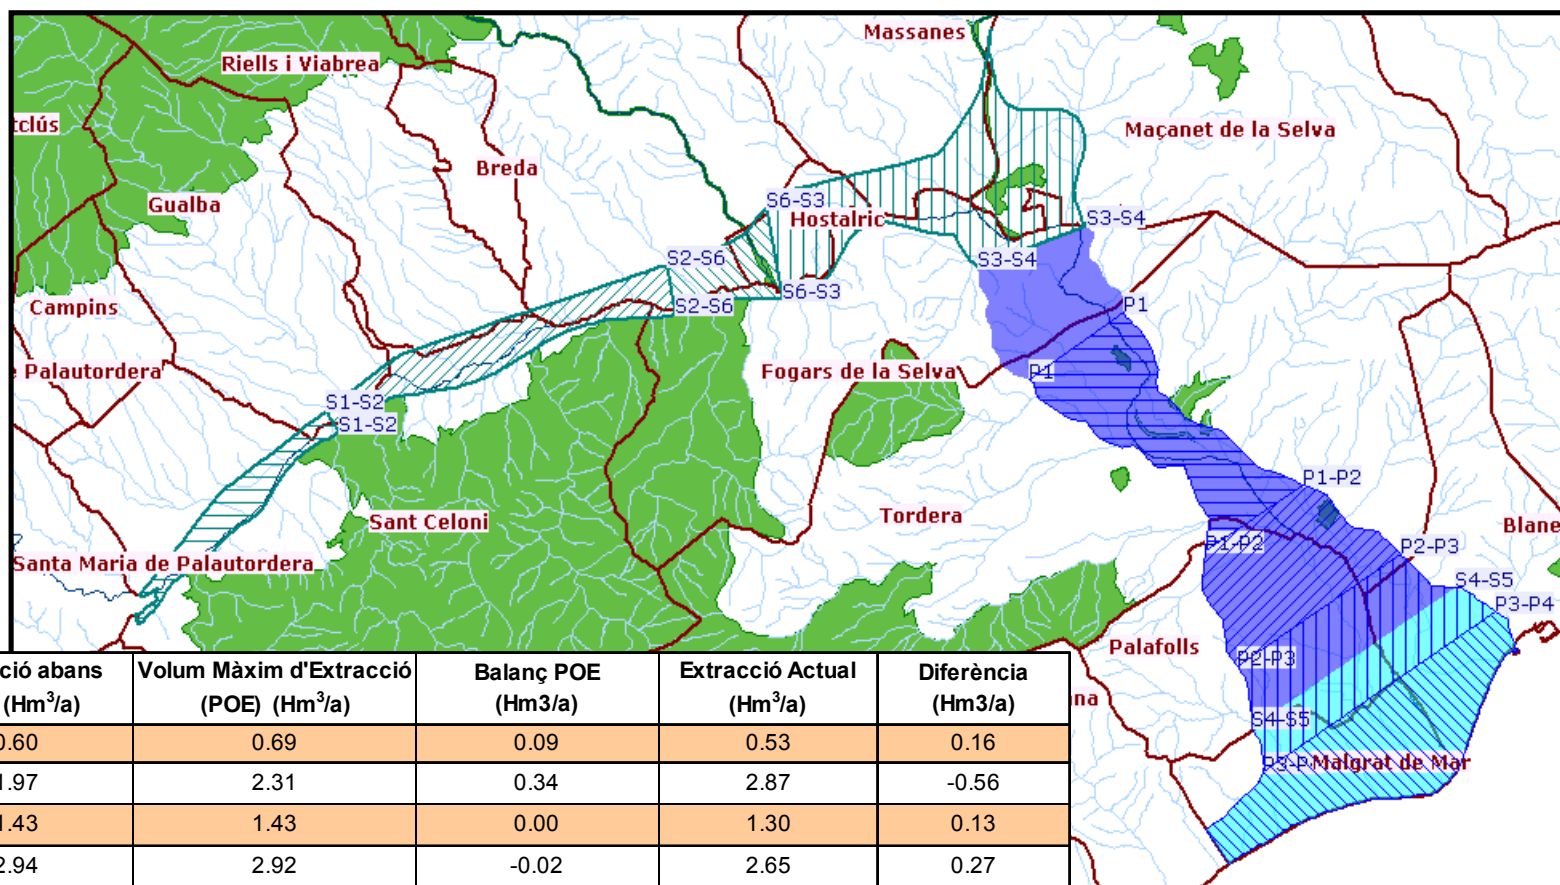 Massanes
Riells i Viabrea
tclús
Maçanet de la Selva
Breda
Gualba
S6-S3
Hostalric
S3-S4
S2-S6
S3-S4
S6-S3
Campins
S2-S6
P1
Palautordera
Fogars de la Selva
P1
S1-S2
S1-S2
P1-P2
Sant Celoni
Tordera
Blane
P1-P2
P2-P3
Santa Maria de Palautordera
S4-S5
P3-P4
Palafolls
P2-P3
na
S4-S5
P3-P
Malgrat de Mar
ció abans Volum Màxim d'Extracció Balanç POE Extracció Actual Diferència
(Hm³/a) (POE) (Hm³/a) (Hm3/a) (Hm³/a) (Hm3/a)
0.60 0.69 0.09 0.53 0.16
1.97 2.31 0.34 2.87 -0.56
1.43 1.43 0.00 1.30 0.13
2.94 2.92 -0.02 2.65 0.27